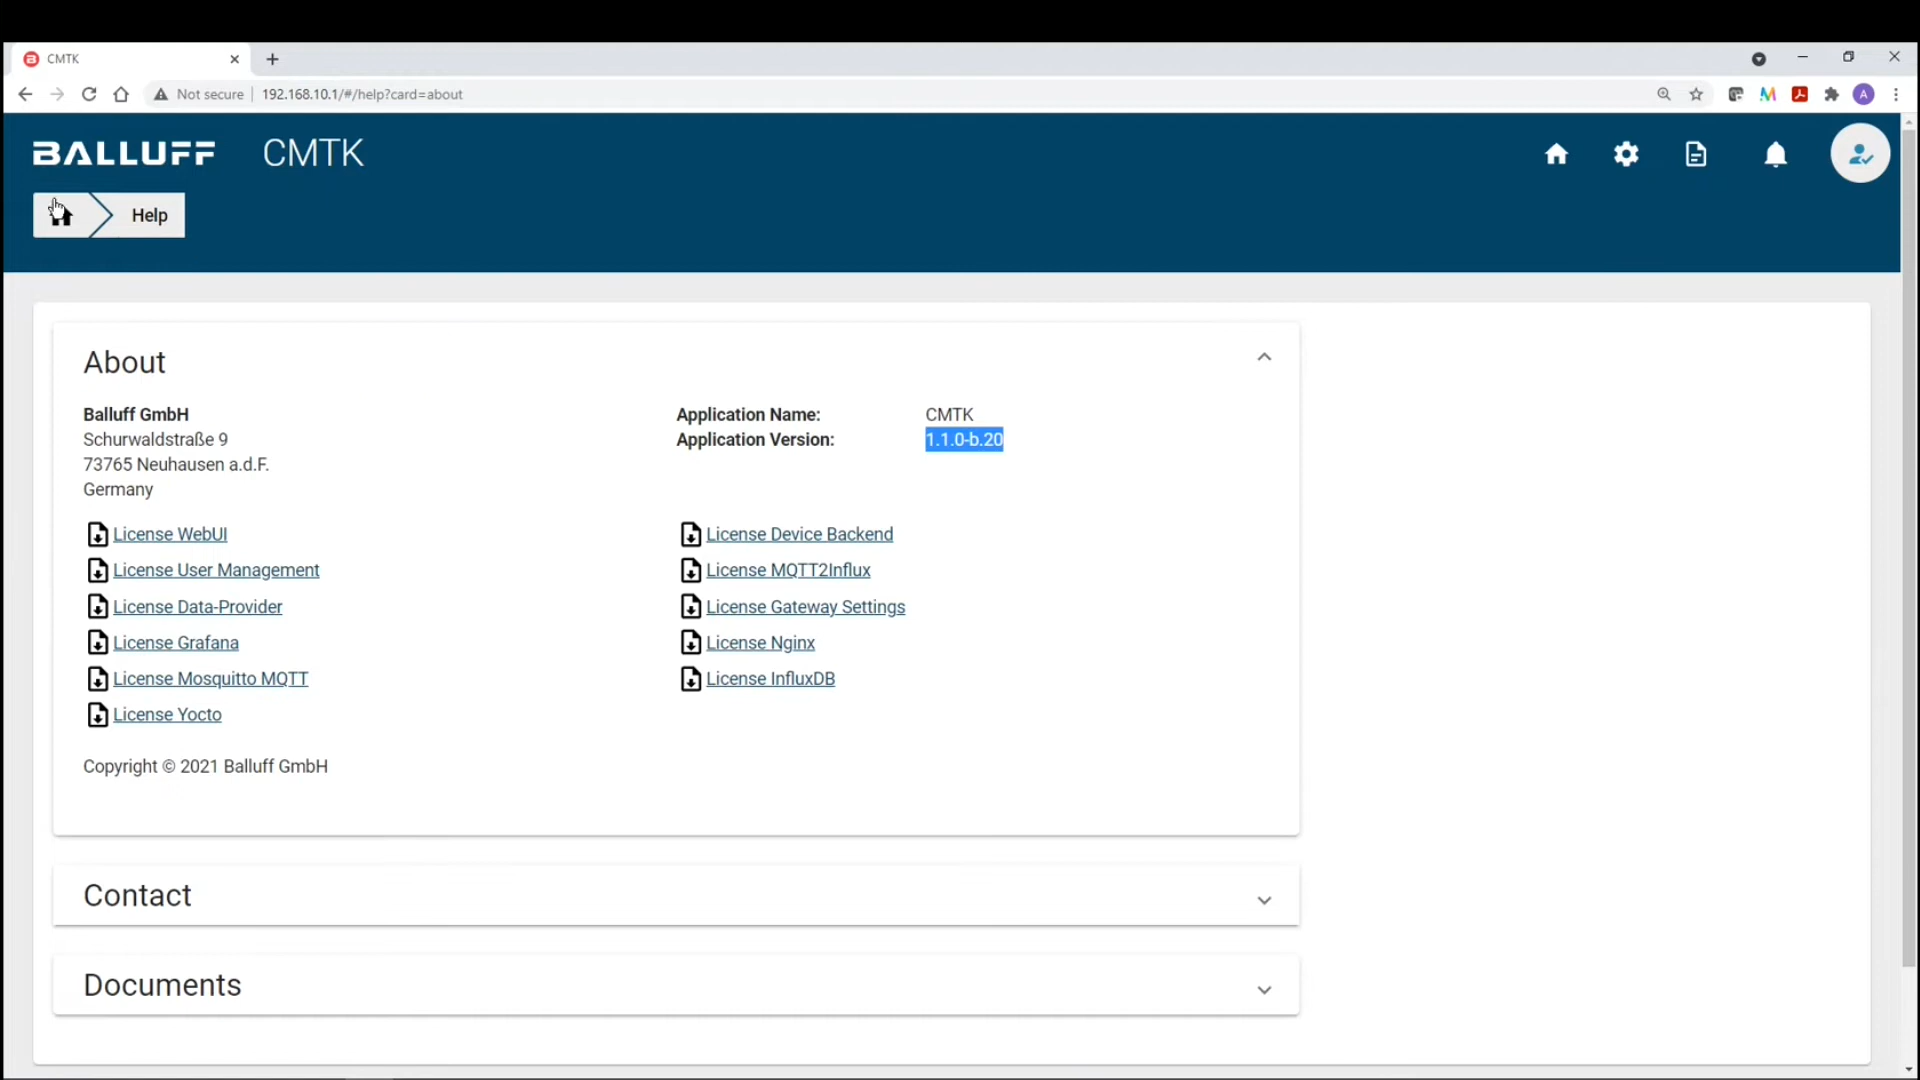 CMTK
Not secure
192.168.10.1/#/help?card=about
A
BALLUFF
CMTK
Help
About
Balluff GmbH
Schurwaldstraße 9
73765 Neuhausen a.d.F.
Germany
Application Name: CMTK
Application Version: 1.1.0-b.20
License WebUI
License Device Backend
License User Management
License MQTT2Influx
License Data-Provider
License Gateway Settings
License Grafana
License Nginx
License Mosquitto MQTT
License InfluxDB
License Yocto
Copyright © 2021 Balluff GmbH
Contact
Documents